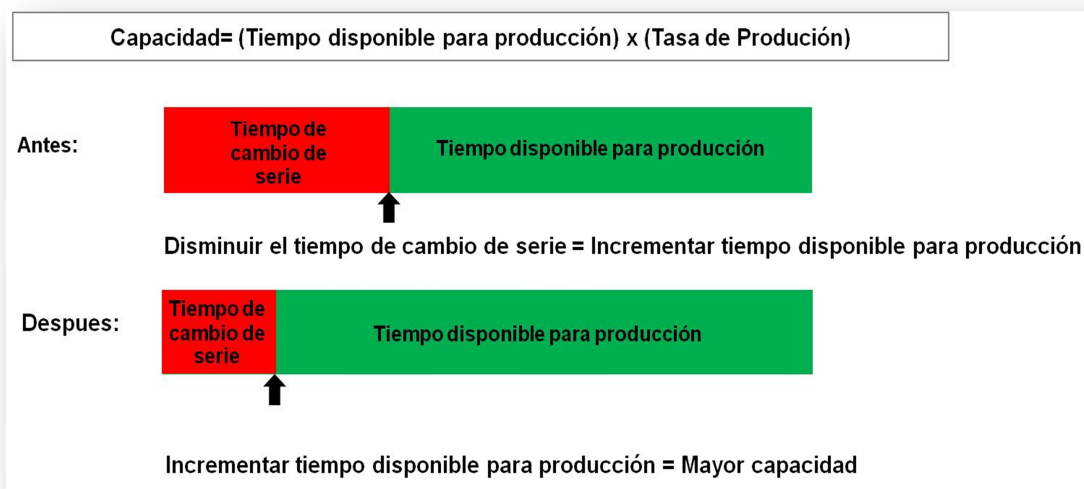 Capacidad= (Tiempo disponible para producción) x (Tasa de Produción)
Antes:
Tiempo de
cambio de
serie
Tiempo disponible para producción
Disminuir el tiempo de cambio de serie = Incrementar tiempo disponible para producción
Despues:
Tiempo de
cambio de
serie
Tiempo disponible para producción
Incrementar tiempo disponible para producción = Mayor capacidad